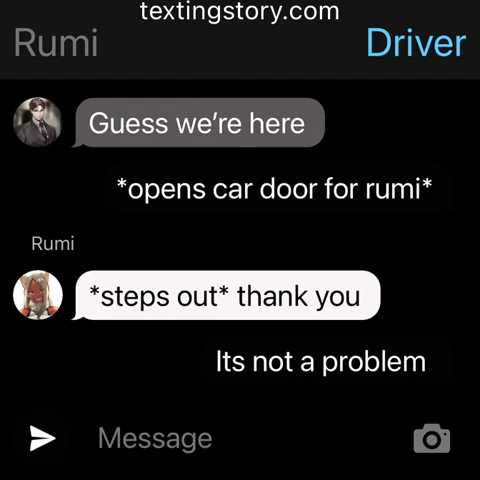 textingstory.com
Rumi Driver
Guess we're here
*opens car door for rumi*
Rumi
*steps out* thank you
Its not a problem
Message